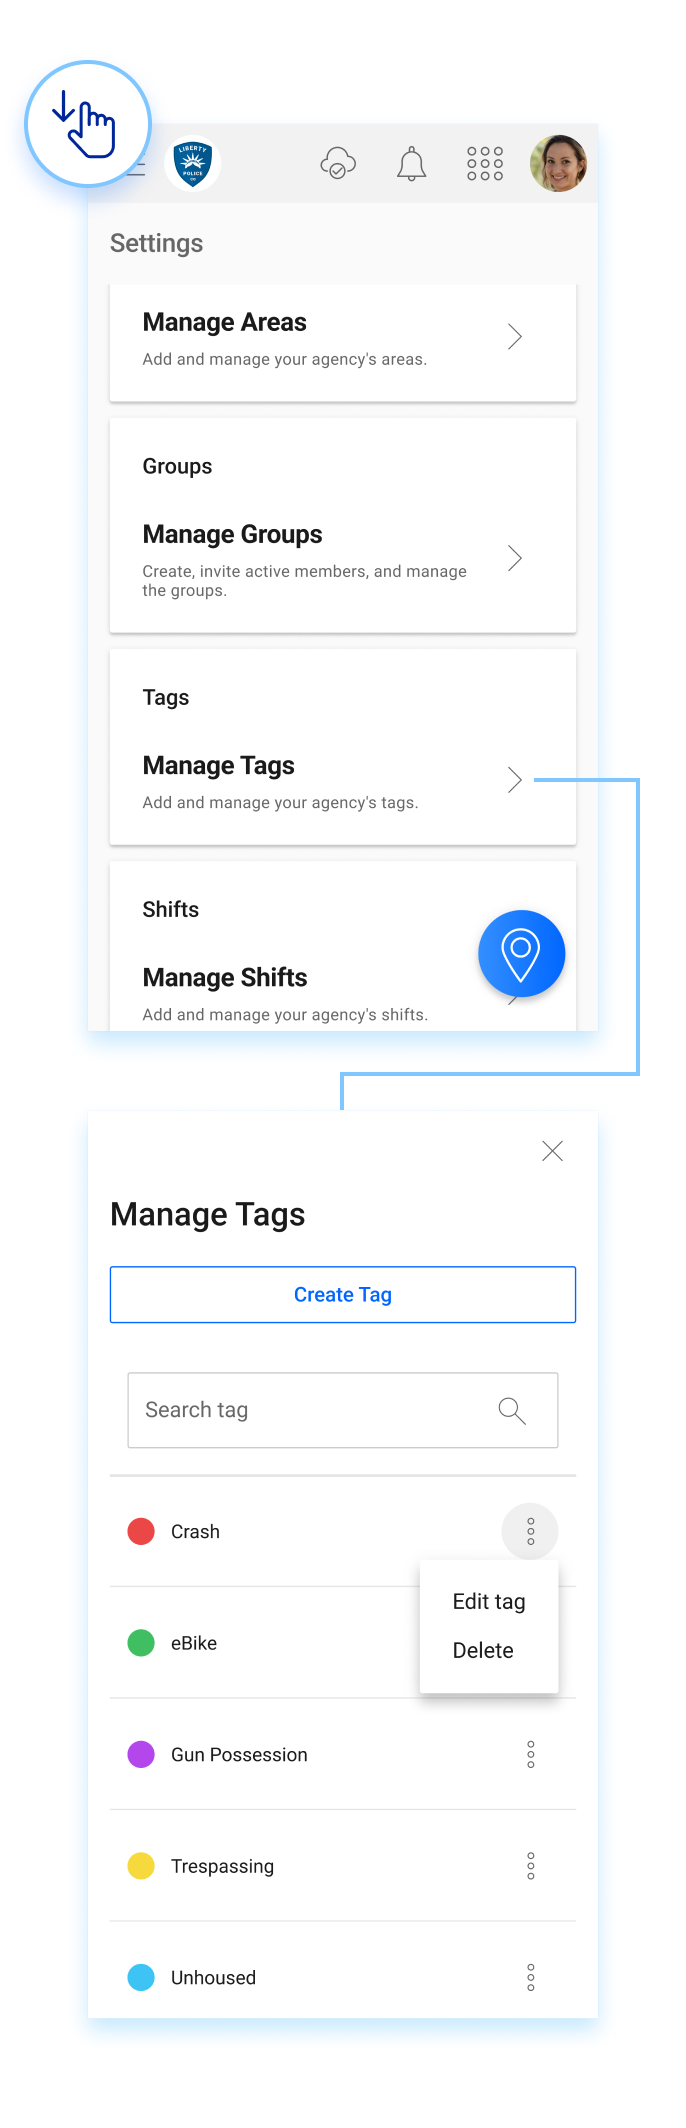 LIBERTY
POLICE
CO
Settings
Manage Areas
Add and manage your agency's areas.
Groups
Manage Groups
Create, invite active members, and manage
the groups.
Tags
Manage Tags
Add and manage your agency's tags.
Shifts
Manage Shifts
Add and manage your agency's shifts.
Manage Tags
Create Tag
Search tag
Crash
Edit tag
Delete
eBike
Gun Possession
Trespassing
Unhoused